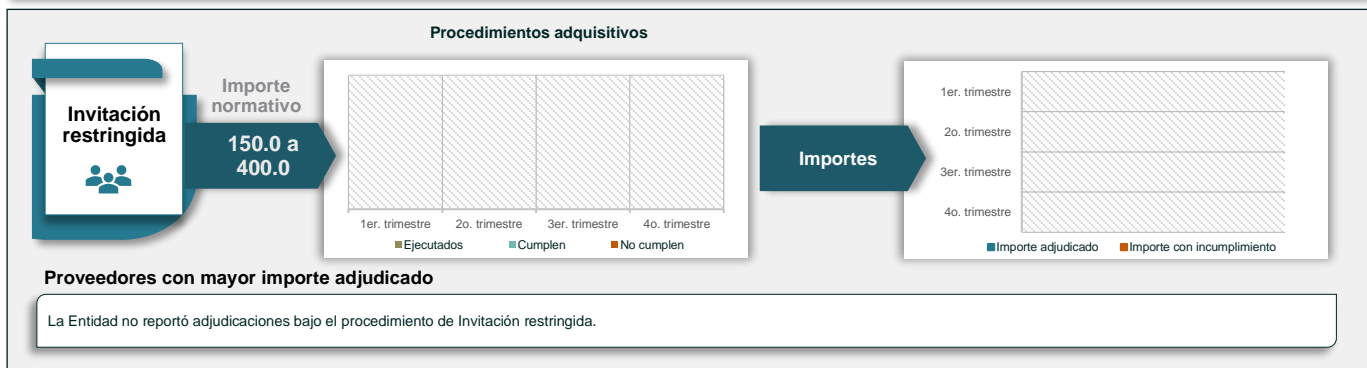 Procedimientos adquisitivos
Invitación
restringida
Importe
normativo
150.0 a
400.0
1er. trimestre 2o. trimestre 3er. trimestre 4o. trimestre
Ejecutados Cumplen No cumplen
Importes
1er. trimestre
2o. trimestre
3er. trimestre
4o. trimestre
Importe adjudicado Importe con incumplimiento
Proveedores con mayor importe adjudicado
La Entidad no reportó adjudicaciones bajo el procedimiento de Invitación restringida.